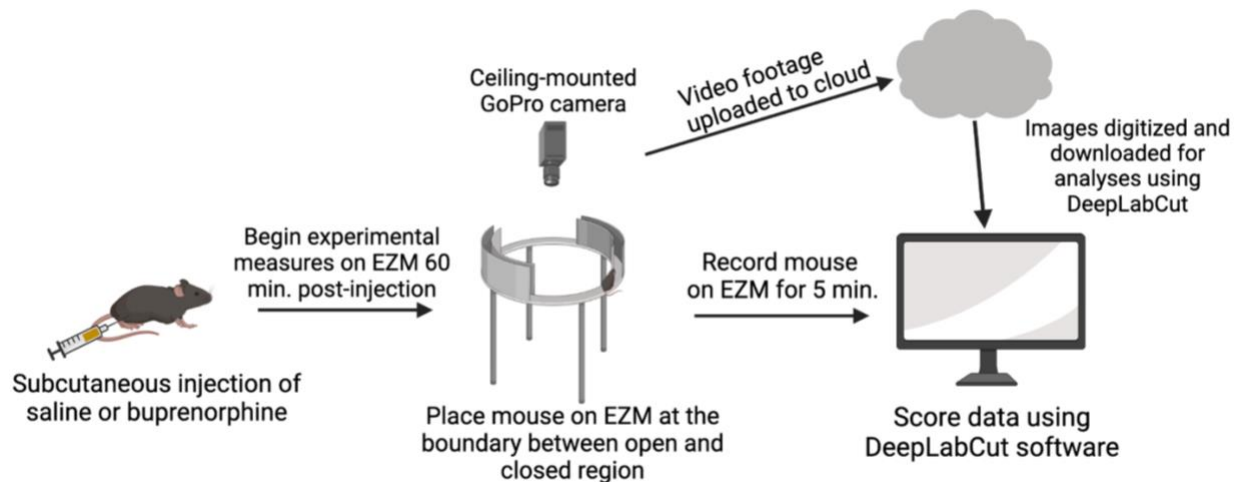 Subcutaneous injection of
saline or buprenorphine
Begin experimental
measures on EZM 60
min. post-injection
Ceiling-mounted
GoPro camera
Place mouse on EZM at the
boundary between open and
closed region
Video footage
uploaded to cloud
Images digitized and
downloaded for
analyses using
DeepLabCut
Record mouse
on EZM for 5 min.
Score data using
DeepLabCut software